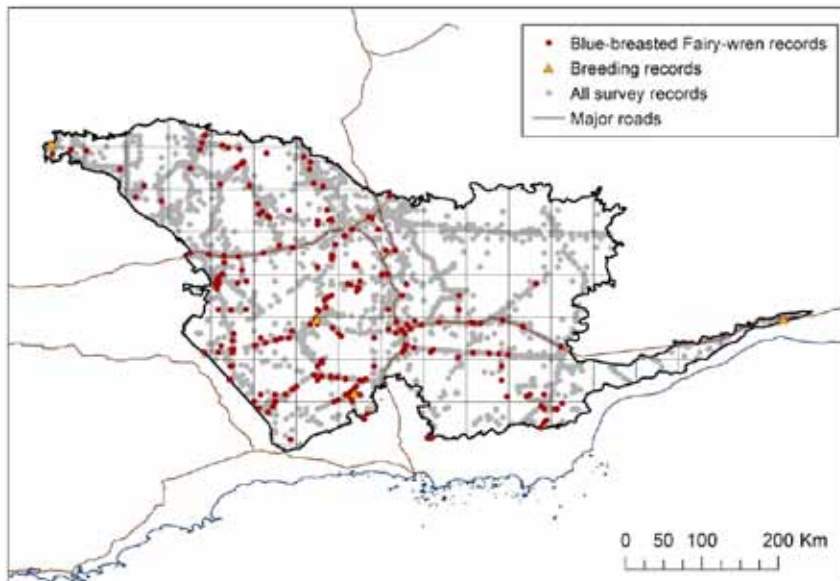 Blue-breasted Fairy-wren records
Breeding records
All survey records
Major roads
0 50 100 200 Km